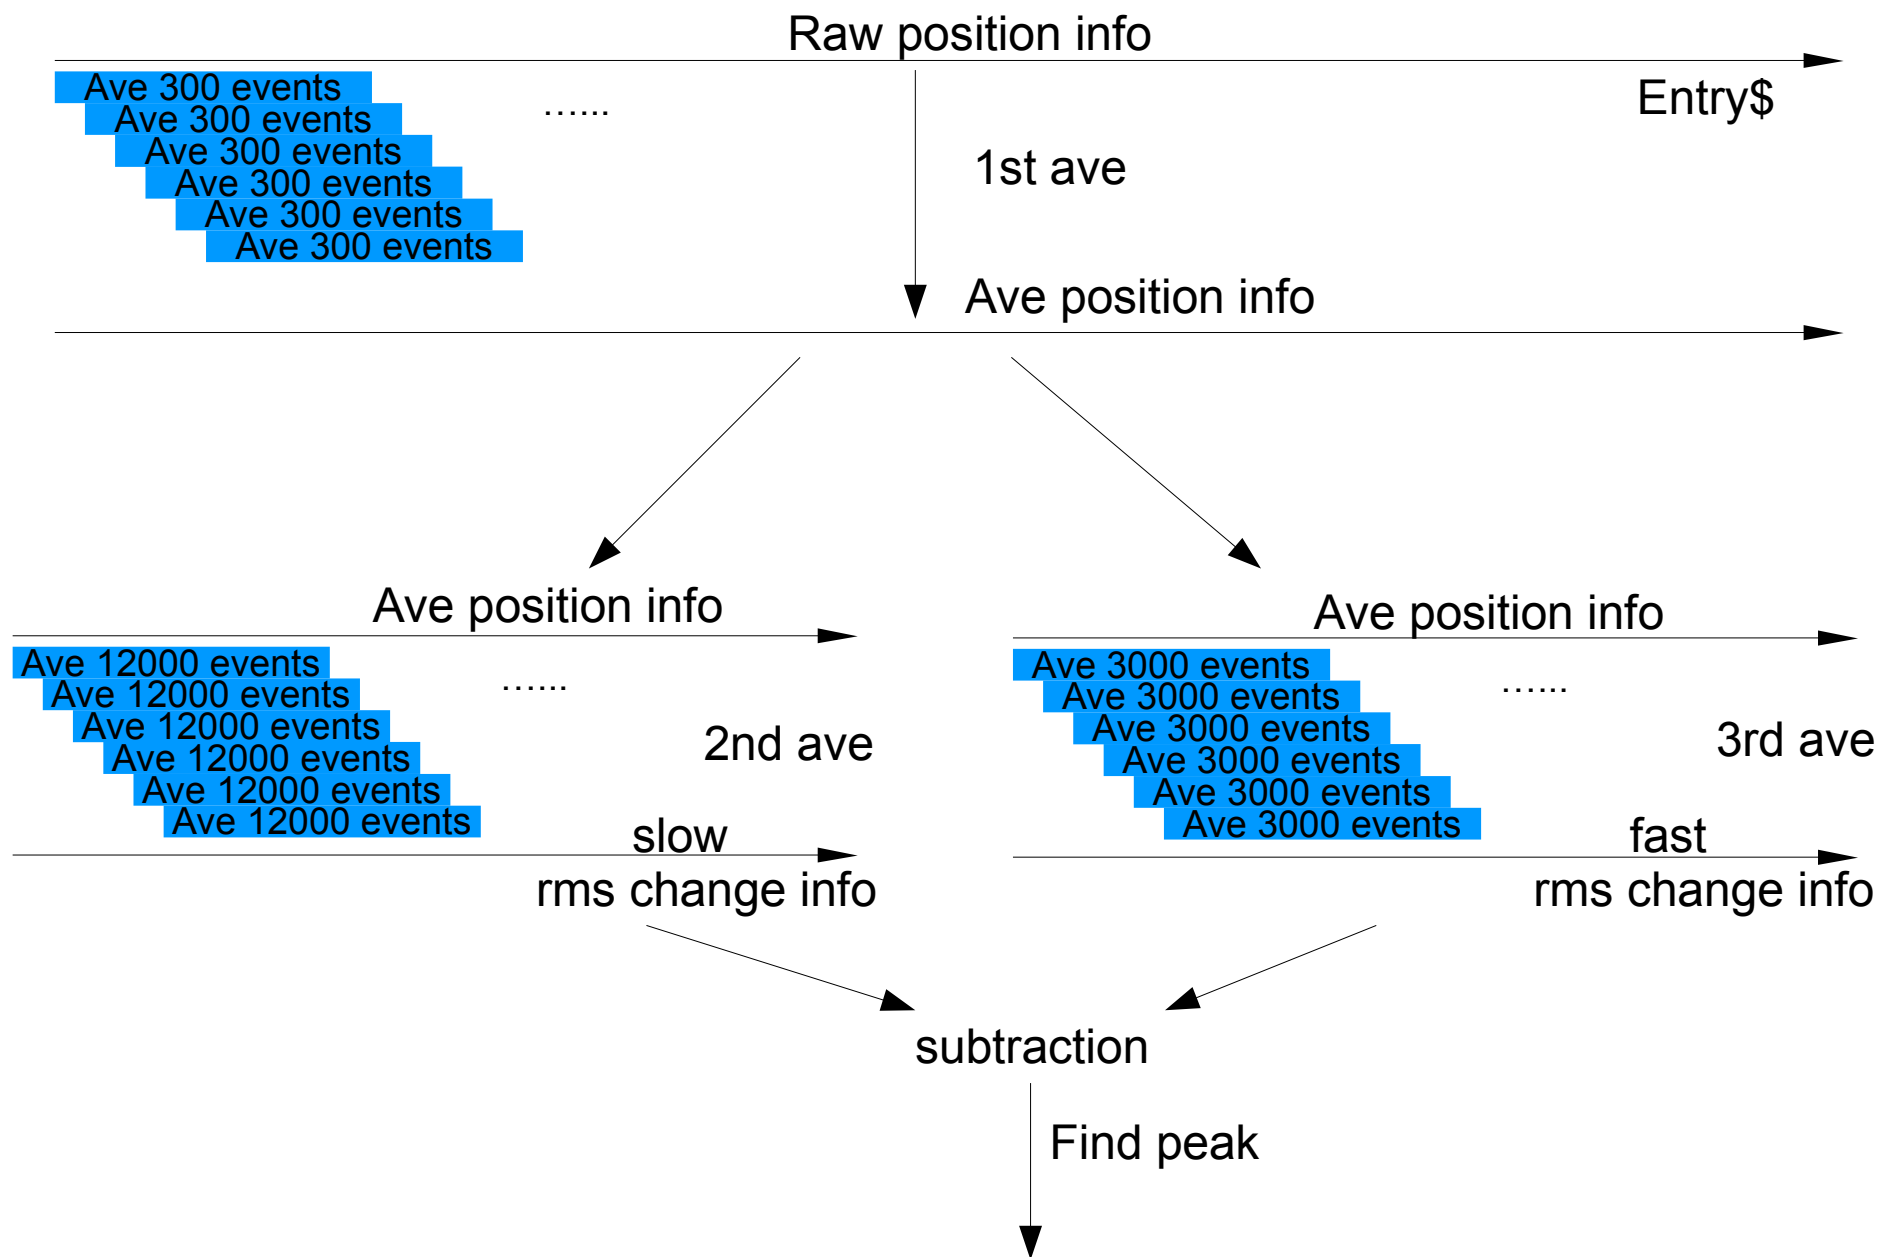 Raw position info
Entry$
Ave 300 events
Ave 300 events
Ave 300 events
Ave 300 events
Ave 300 events
Ave 300 events
…...
1st ave
Ave position info
Ave position info
Ave 12000 events
Ave 12000 events
Ave 12000 events
Ave 12000 events
Ave 12000 events
Ave 12000 events
…...
2nd ave
slow
rms change info
Ave position info
Ave 3000 events
Ave 3000 events
Ave 3000 events
Ave 3000 events
Ave 3000 events
Ave 3000 events
…...
3rd ave
fast
rms change info
subtraction
Find peak